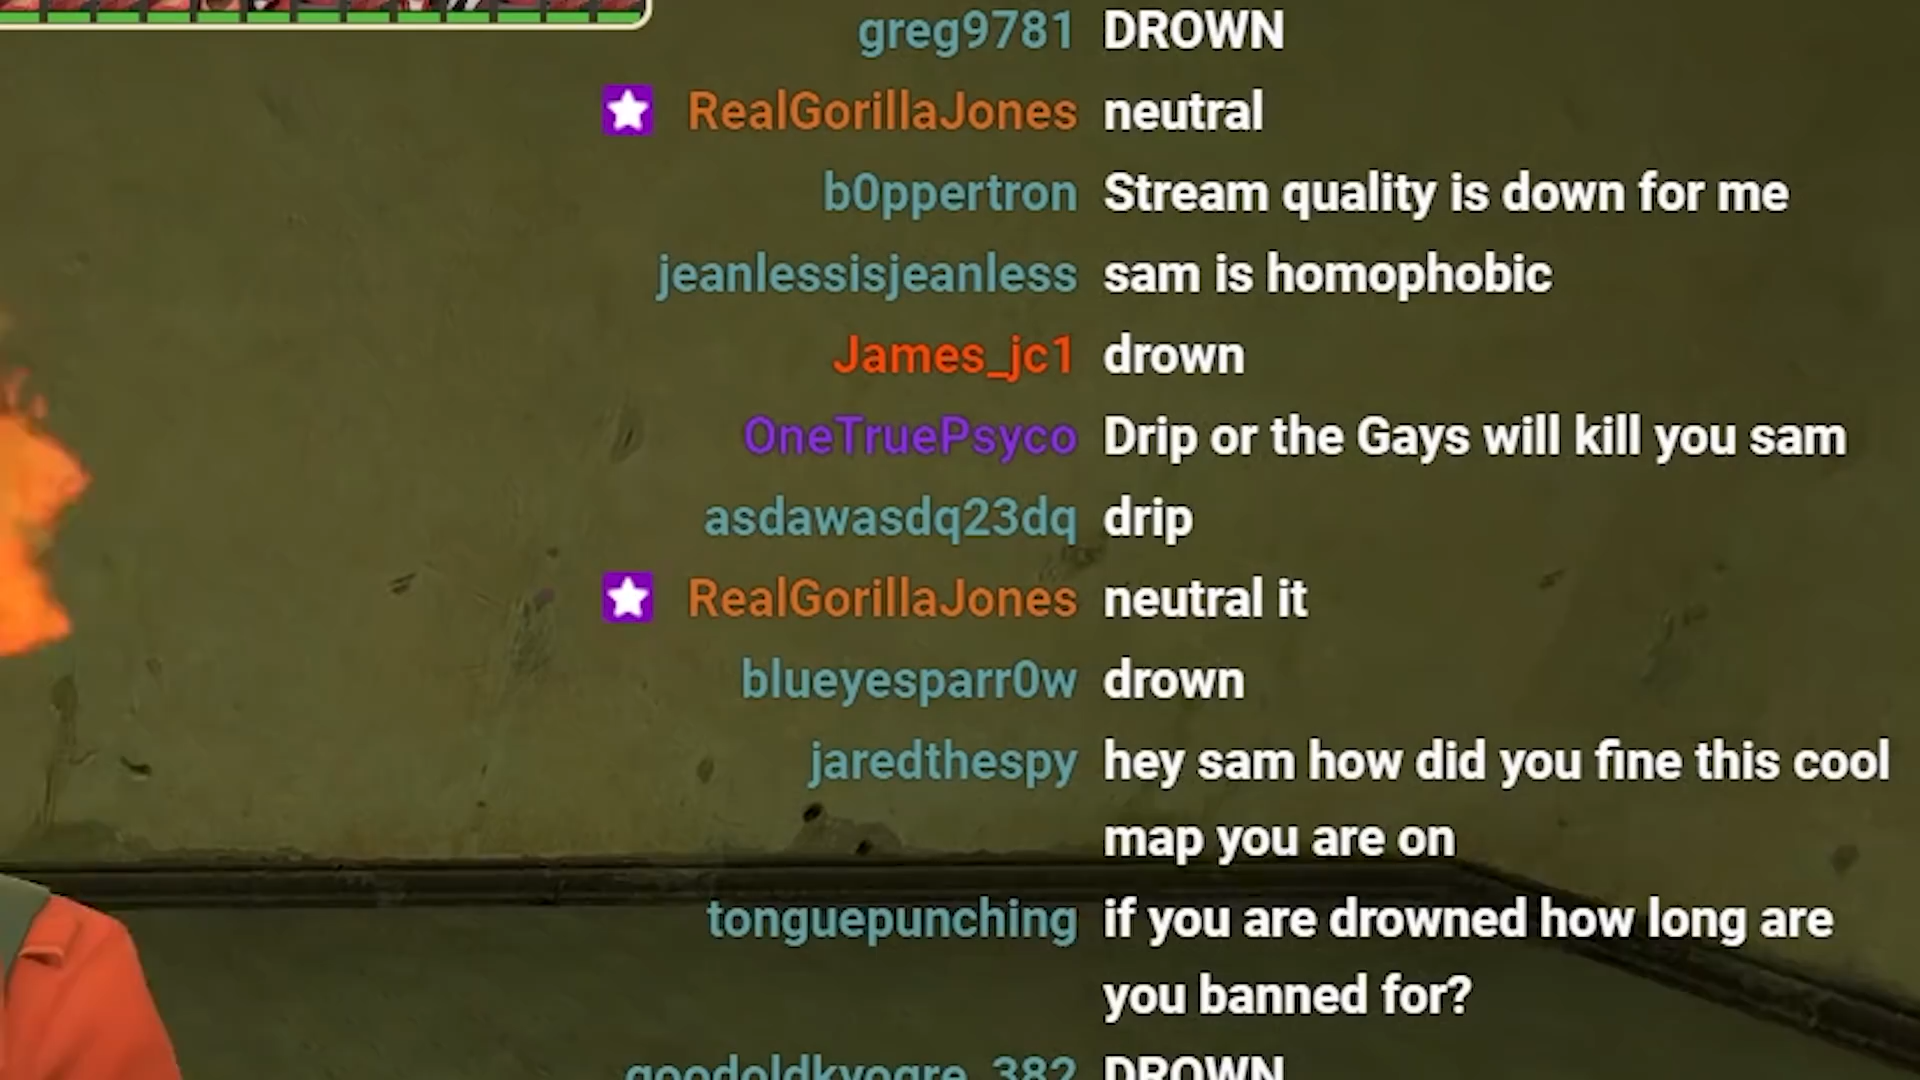 greg9781 DROWN
RealGorillaJones neutral
b0ppertron Stream quality is down for me
jeanlessisjeanless sam is homophobic
James_jc1 drown
OneTruePsyco Drip or the Gays will kill you sam
asdawasdq23dq drip
RealGorillaJones neutral it
blueyesparr0w drown
jaredthespy hey sam how did you fine this cool
map you are on
tonguepunching if you are drowned how long are
you banned for?
goodoldkyogre_382 DROWN